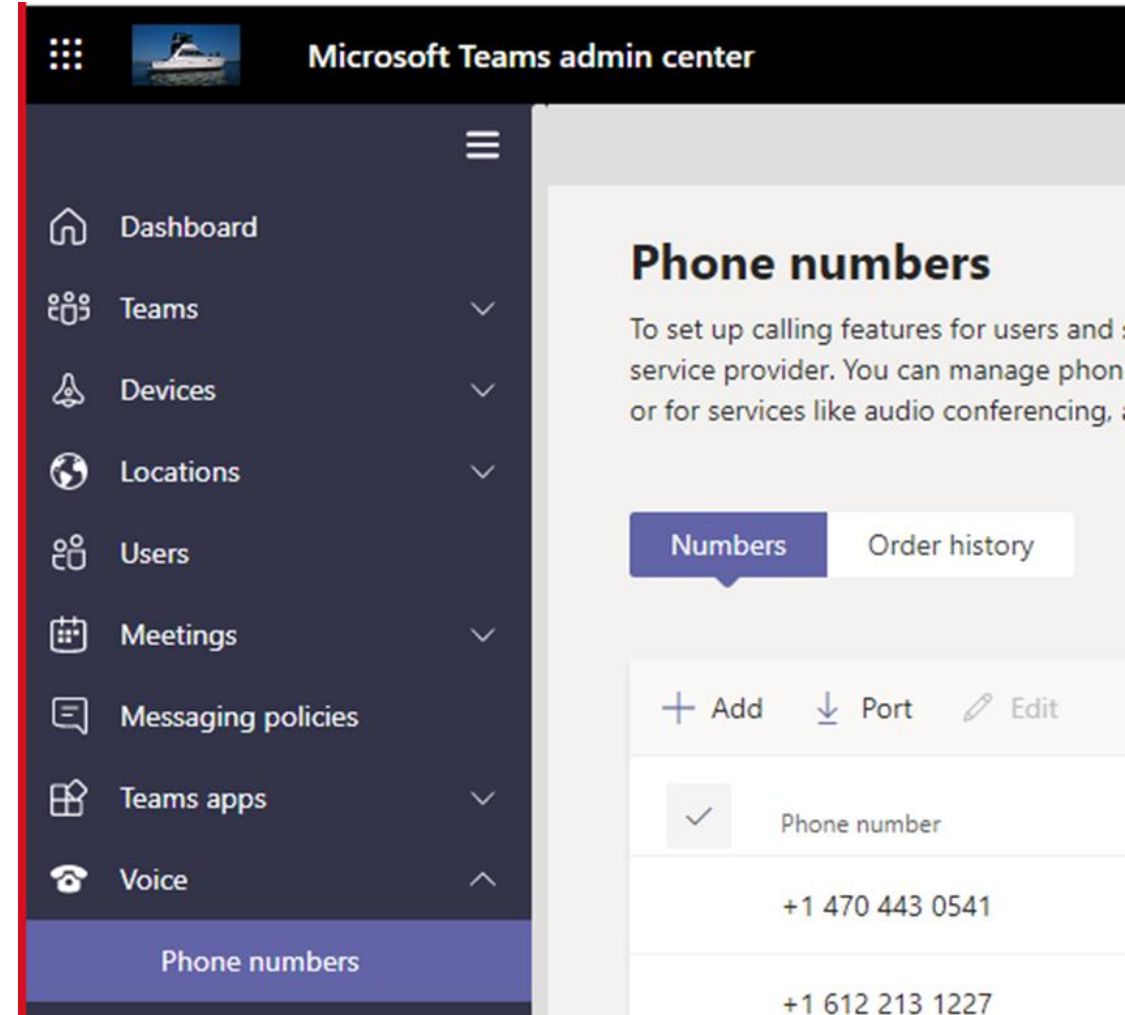 Microsoft Teams admin center
Dashboard
Teams
Devices
Locations
Users
Meetings
Messaging policies
Teams apps
Voice
Phone numbers
Phone numbers
To set up calling features for users and
service provider. You can manage phon
or for services like audio conferencing,
Numbers
Order history
Add
Port
Edit
Phone number
+1 470 443 0541
+1 612 213 1227